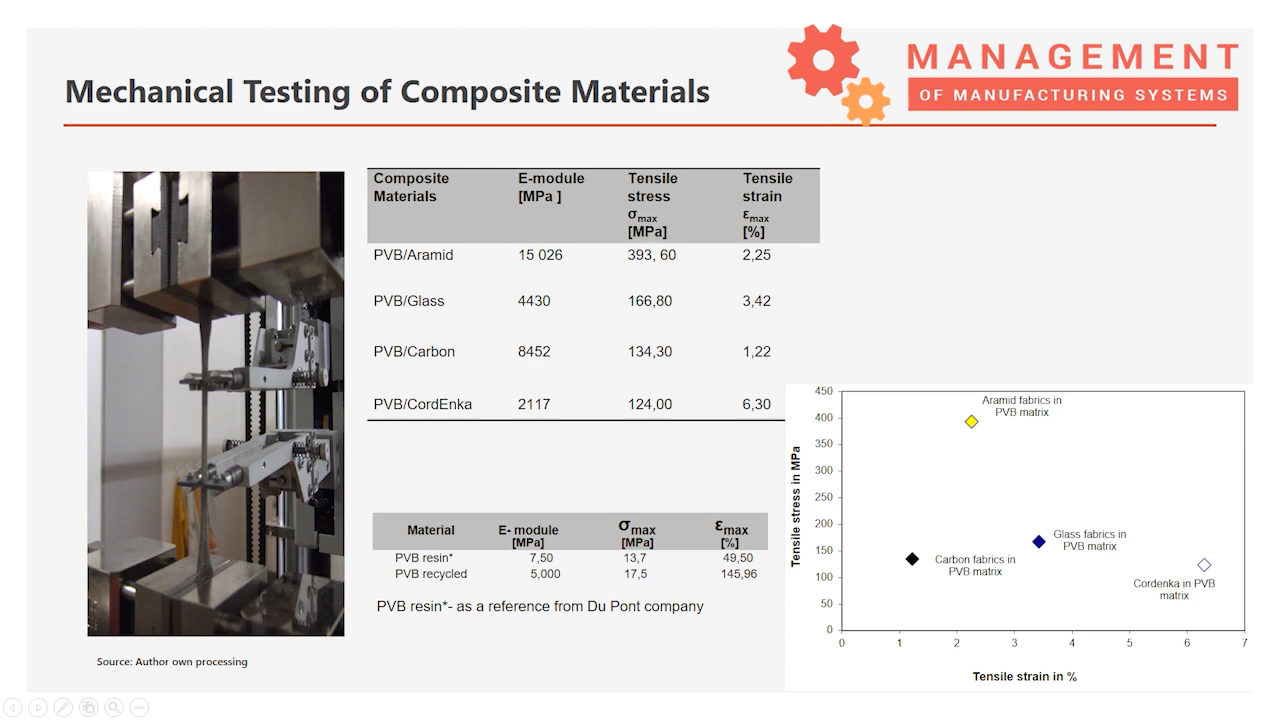 MANAGEMENT
OF MANUFACTURING SYSTEMS
Mechanical Testing of Composite Materials
Composite Materials E-module [MPa ] Tensile stress σmax [MPa] Tensile strain εmax [%]
PVB/Aramid 15 026 393, 60 2,25
PVB/Glass 4430 166,80 3,42
PVB/Carbon 8452 134,30 1,22
PVB/CordEnka 2117 124,00 6,30
Material E- module [MPa] σmax [MPa] εmax [%]
PVB resin* 7,50 13,7 49,50
PVB recycled 5,000 17,5 145,96
PVB resin*- as a reference from Du Pont company
Source: Author own processing
Tensile stress in MPa
450
400
350
300
250
200
150
100
50
0
Aramid fabrics in
PVB matrix
Glass fabrics in
PVB matrix
Carbon fabrics in
PVB matrix
Cordenka in PVB
matrix
0 1 2 3 4 5 6 7
Tensile strain in %